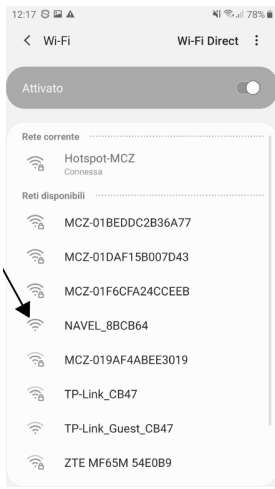 12:17 78%
Wi-Fi Wi-Fi Direct
Attivato
Rete corrente
Hotspot-MCZ
Connessa
Reti disponibili
MCZ-01BEDDC2B36A77
MCZ-01DAF15B007D43
MCZ-01F6CFA24CCEEB
NAVEL_8BCB64
MCZ-019AF4ABEE3019
TP-Link_CB47
TP-Link_Guest_CB47
ZTE MF65M 54E0B9